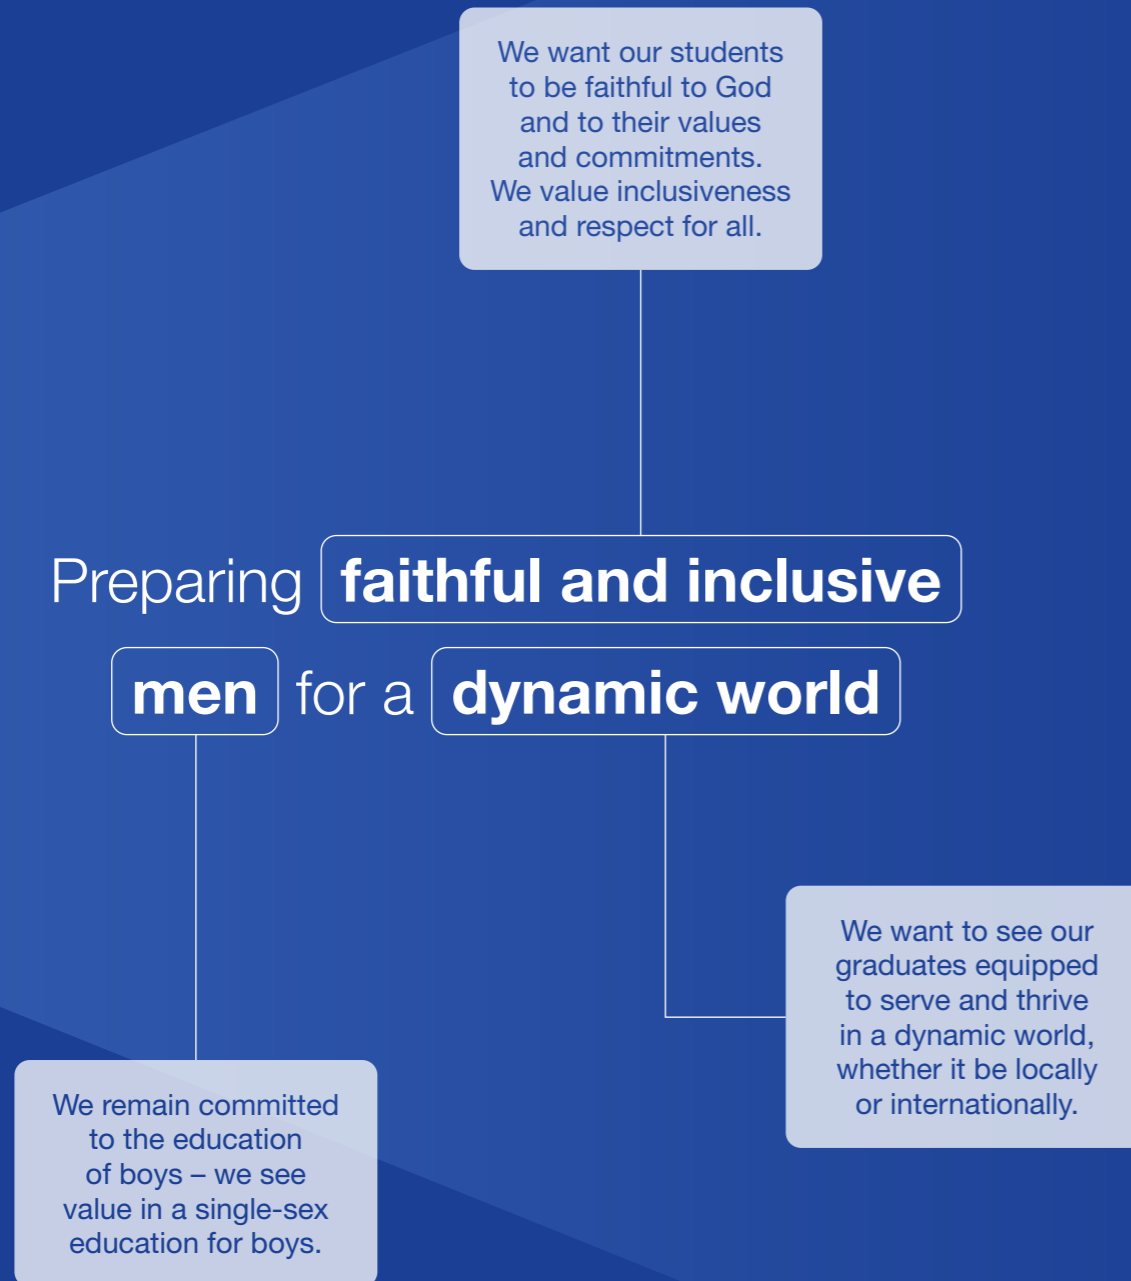 We want our students
to be faithful to God
and to their values
and commitments.
We value inclusiveness
and respect for all.
Preparing faithful and inclusive
men for a dynamic world
We want to see our
graduates equipped
to serve and thrive
in a dynamic world,
whether it be locally
or internationally.
We remain committed
to the education
of boys – we see
value in a single-sex
education for boys.